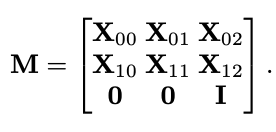 M = [ X₀₀ X₀₁ X₀₂
X₁₀ X₁₁ X₁₂
0 0 I ] .